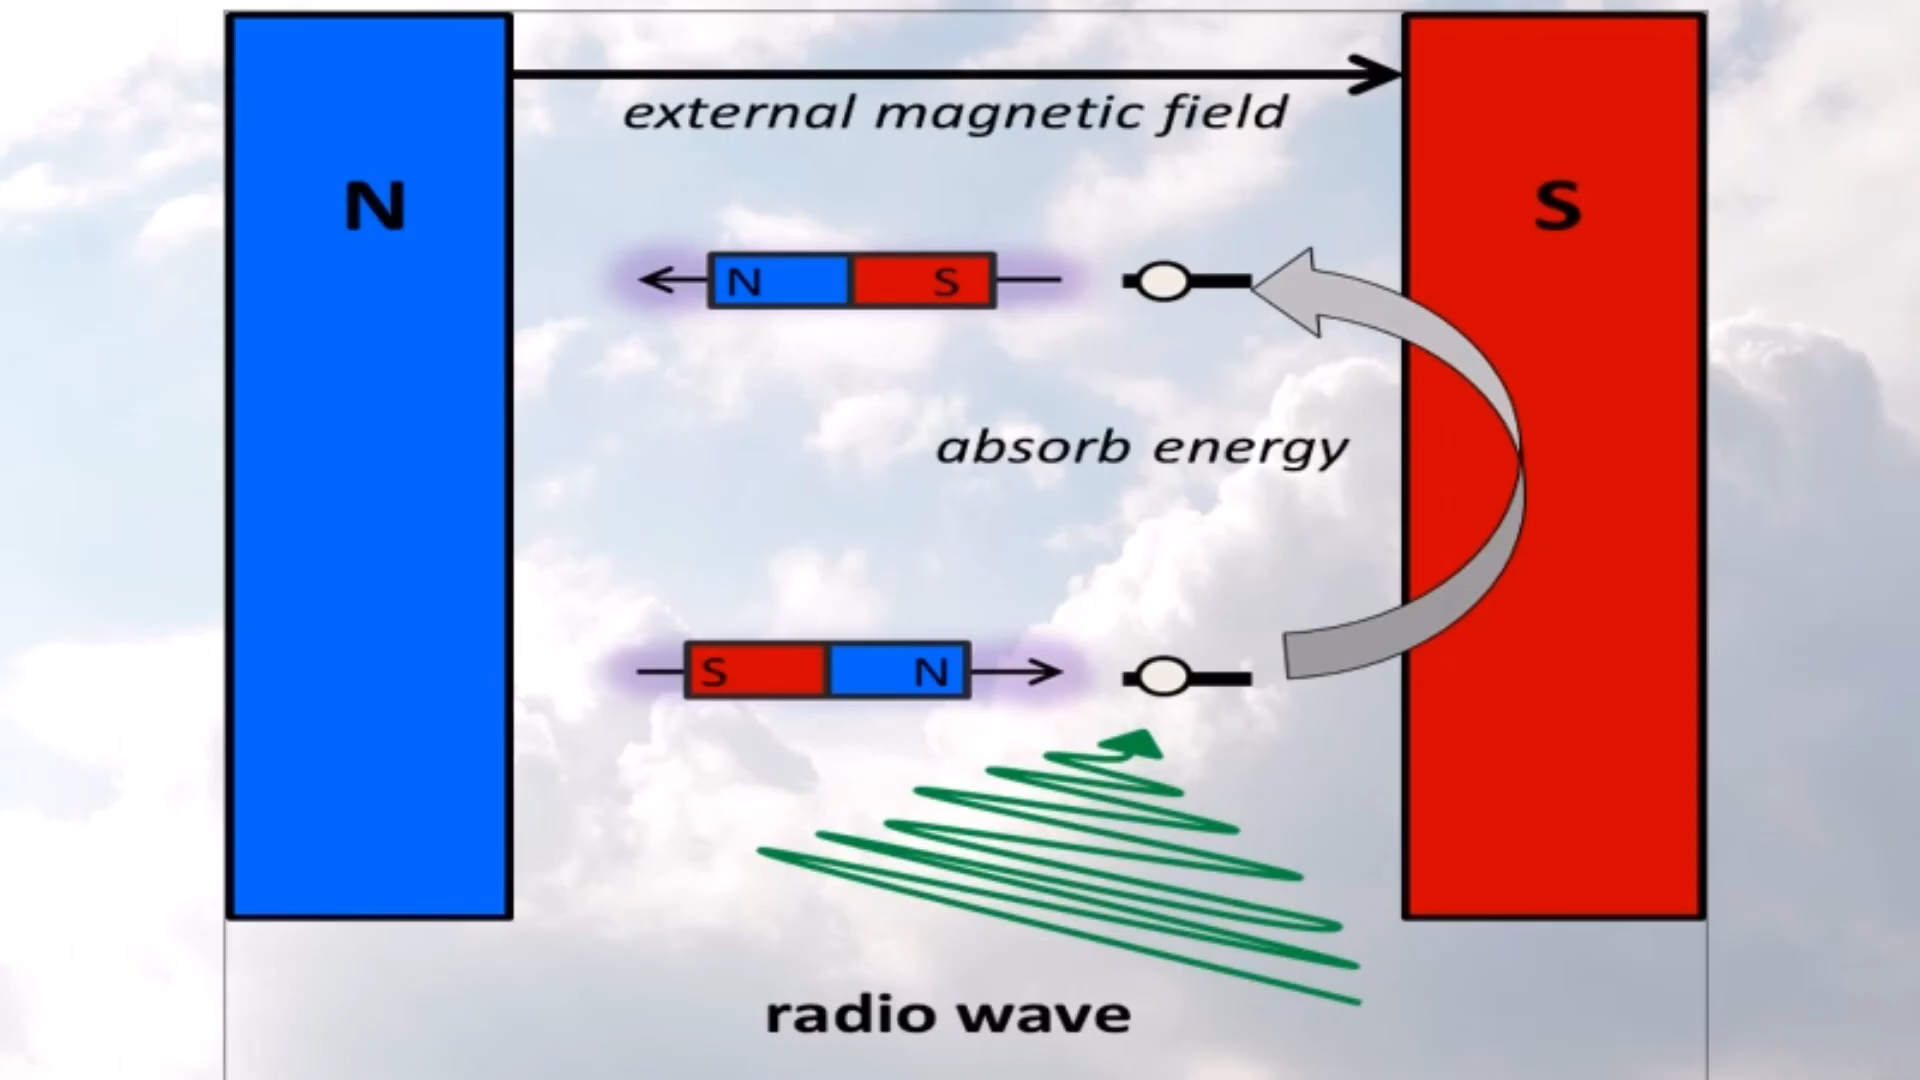 external magnetic field
N
S
N S
absorb energy
S N
radio wave